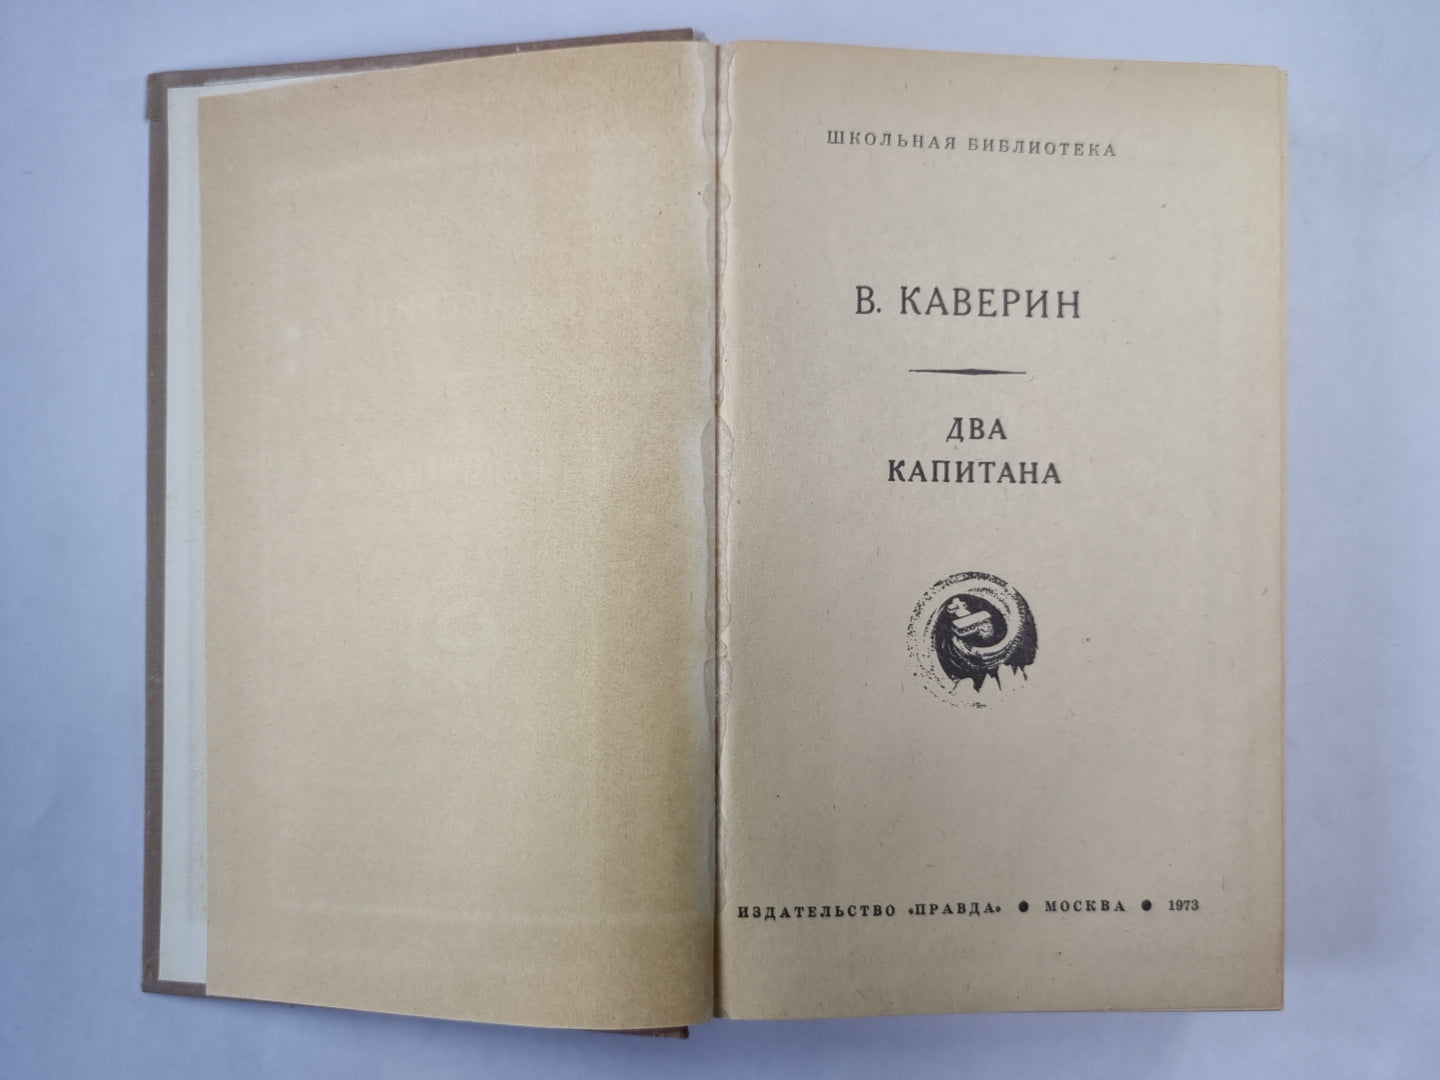 ШКОЛЬНАЯ БИБЛИОТЕКА
В. КАВЕРИН
ДВА
КАПИТАНА
ИЗДАТЕЛЬСТВО «ПРАВДА» ● МОСКВА ● 1973